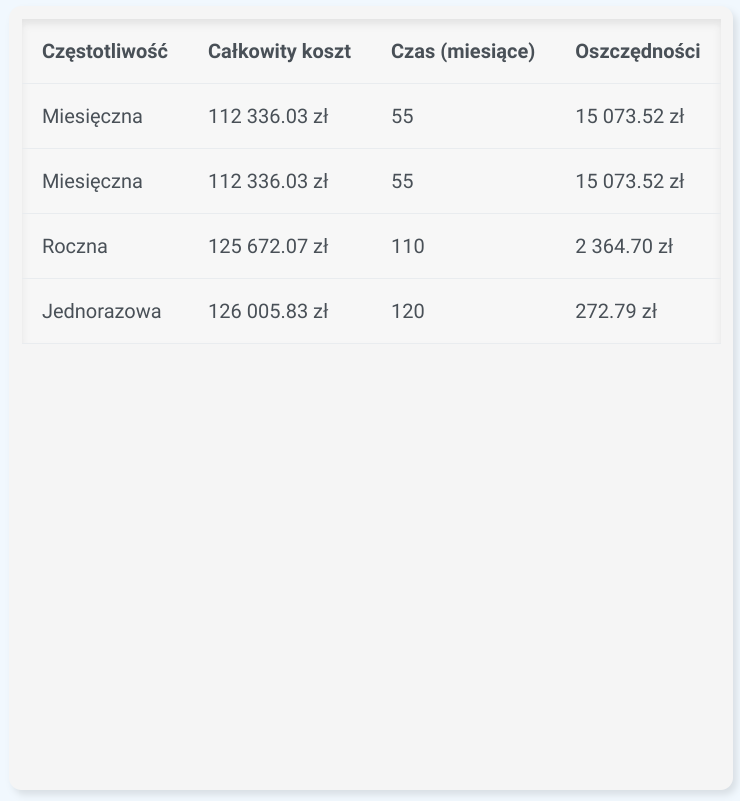 Częstotliwość Całkowity koszt Czas (miesiące) Oszczędności
Miesięczna 112 336.03 zł 55 15 073.52 zł
Miesięczna 112 336.03 zł 55 15 073.52 zł
Roczna 125 672.07 zł 110 2 364.70 zł
Jednorazowa 126 005.83 zł 120 272.79 zł